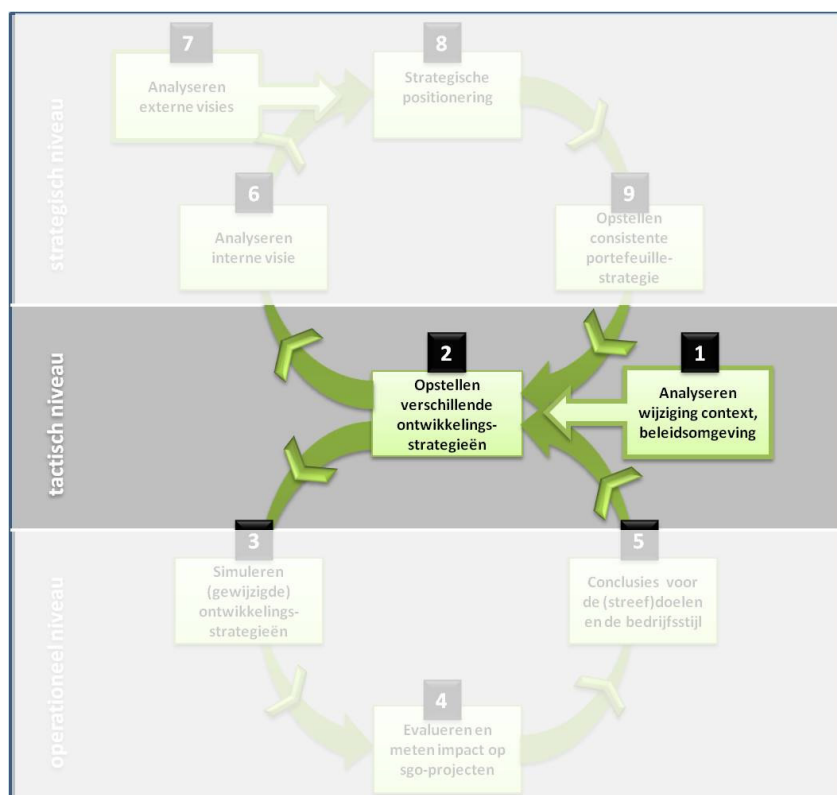 strategisch niveau
7
Analyseren
externe visies
8
Strategische
positionering
6
Analyseren
interne visie
9
Opstellen
consistente
portefeuille-
strategie
tactisch niveau
2
Opstellen
verschillende
ontwikkelings-
strategieën
1
Analyseren
wijziging context,
beleidsomgeving
operationeel niveau
3
Simuleren
(gewijzigde)
ontwikkelings-
strategieën
5
Conclusies voor
de (streef)doelen
en de bedrijfsstijl
4
Evalueren en
meten impact op
sgo-projecten